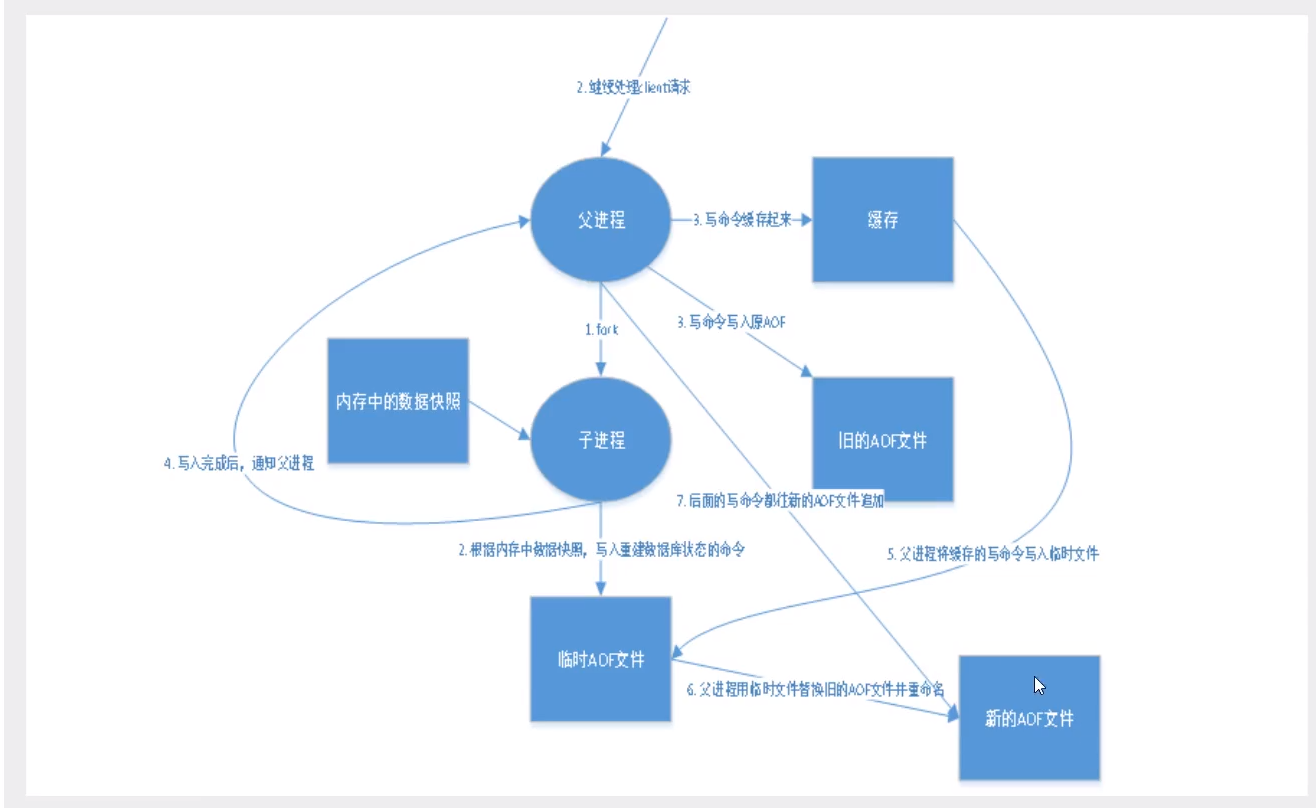 2.继续处理client请求
父进程
3.写命令缓存起来
缓存
1.fork
3.写命令写入原AOF
内存中的数据快照
子进程
旧的AOF文件
4.写入完成后，通知父进程
7.后面的写命令都往新的AOF文件追加
2.根据内存中数据快照，写入重建数据库状态的命令
5.父进程将缓存的写命令写入临时文件
临时AOF文件
6.父进程用临时文件替换旧的AOF文件并重命名
新的AOF文件